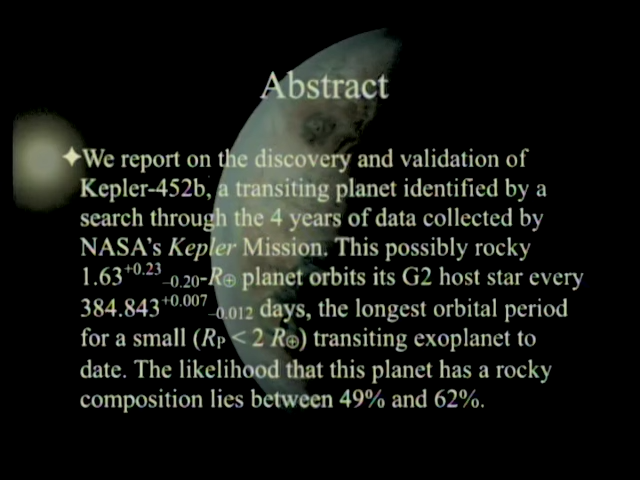 Abstract
✦We report on the discovery and validation of
Kepler-452b, a transiting planet identified by a
search through the 4 years of data collected by
NASA's Kepler Mission. This possibly rocky
1.63+0.23−0.20-R⊕ planet orbits its G2 host star every
384.843+0.007−0.012 days, the longest orbital period
for a small (RP < 2 R⊕) transiting exoplanet to
date. The likelihood that this planet has a rocky
composition lies between 49% and 62%.